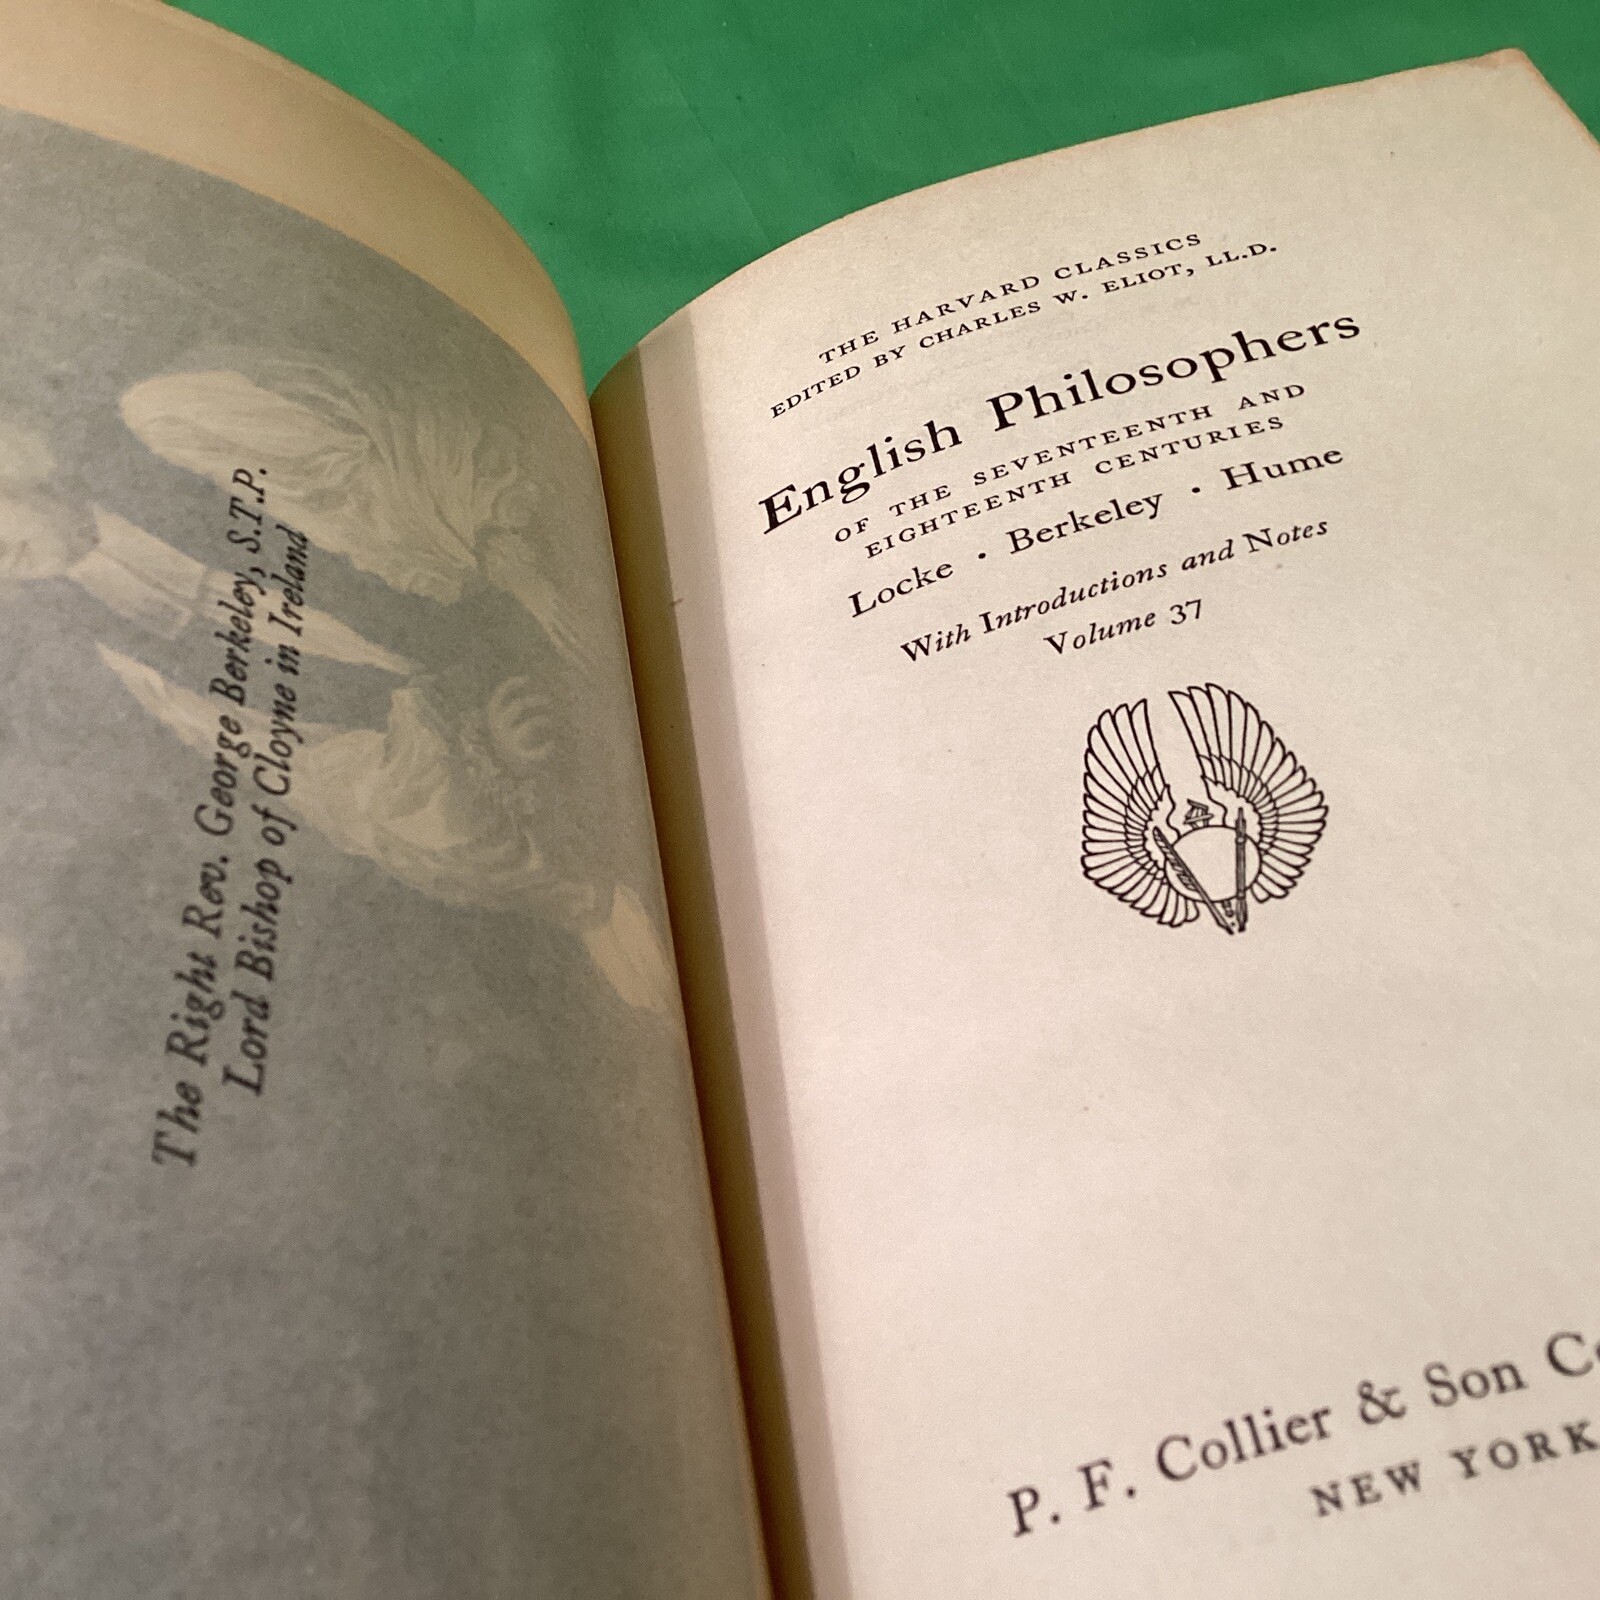 The Right Rev. George Berkeley, S.T.P.
Lord Bishop of Cloyne in Ireland
THE HARVARD CLASSICS
EDITED BY CHARLES W. ELIOT, LL.D.
English Philosophers
OF THE SEVENTEENTH AND
EIGHTEENTH CENTURIES
Locke · Berkeley · Hume
With Introductions and Notes
Volume 37
P. F. Collier & Son
NEW YORK